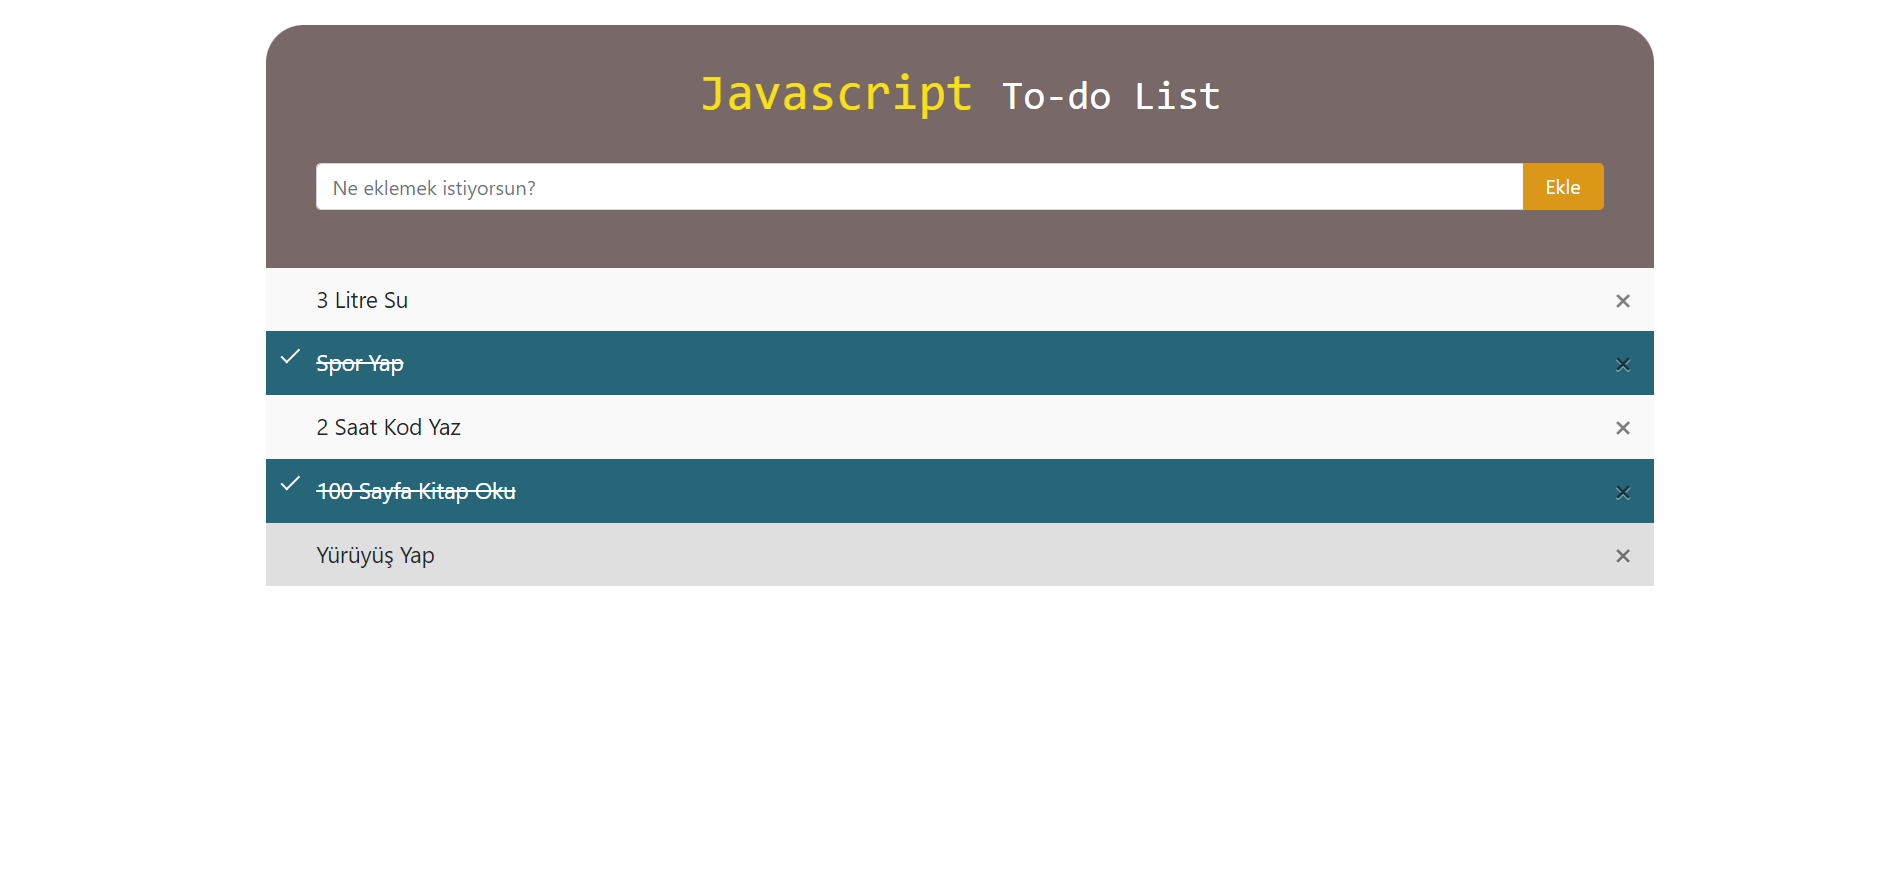 Javascript To-do List
Ne eklemek istiyorsun? Ekle
3 Litre Su ×
Spor Yap ×
2 Saat Kod Yaz ×
100 Sayfa Kitap Oku ×
Yürüyüş Yap ×